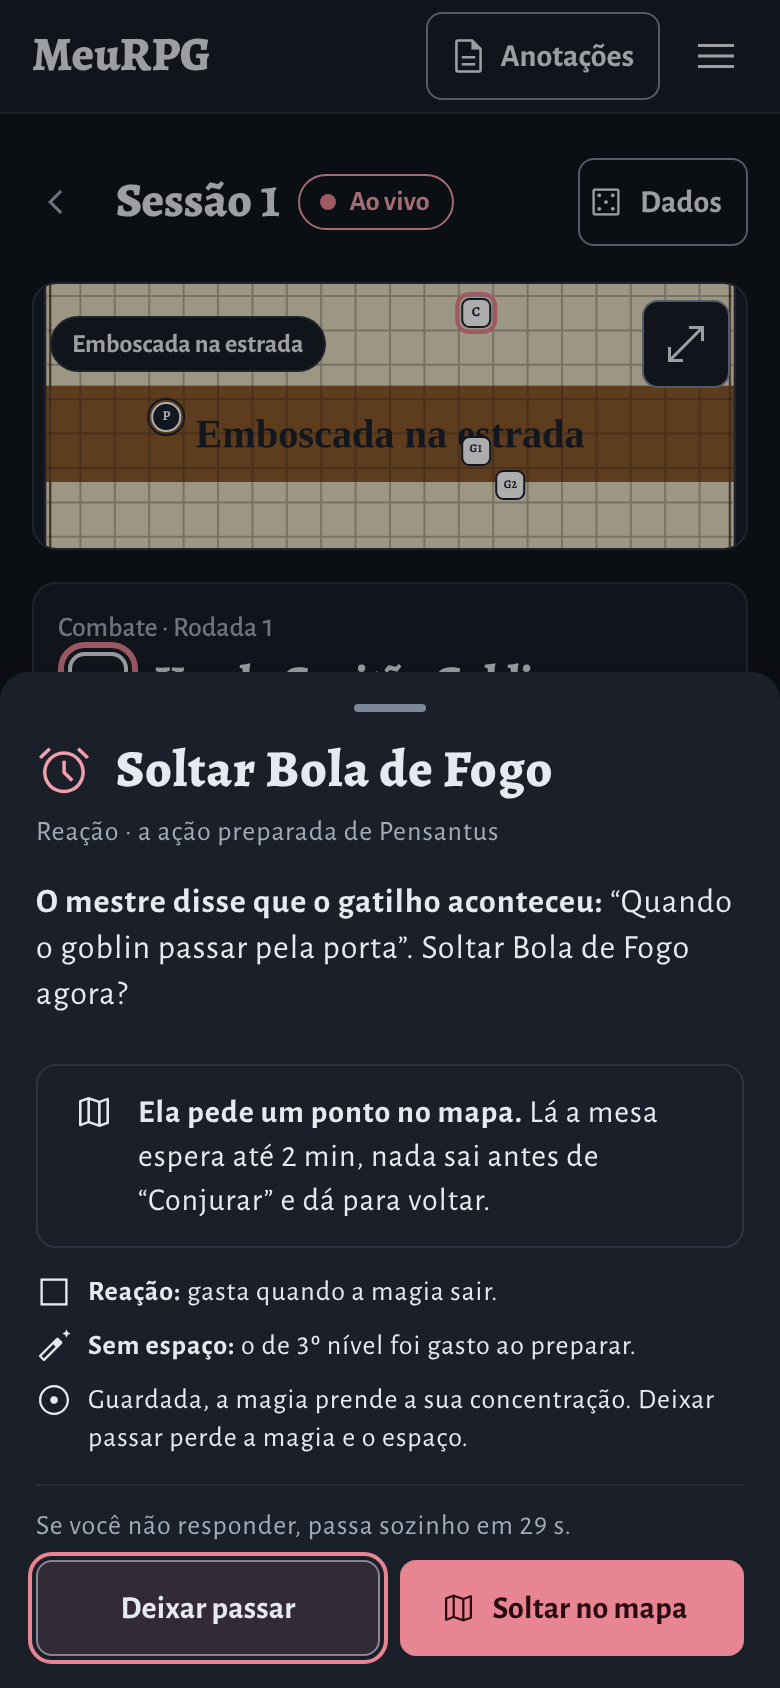 MeuRPG
Anotações
Sessão 1
Ao vivo
Dados
Emboscada na estrada
C
P
Emboscada na estrada
G1
G2
Combate · Rodada 1
Soltar Bola de Fogo
Reação · a ação preparada de Pensantus
O mestre disse que o gatilho aconteceu: “Quando
o goblin passar pela porta”. Soltar Bola de Fogo
agora?
Ela pede um ponto no mapa. Lá a mesa
espera até 2 min, nada sai antes de
“Conjurar” e dá para voltar.
Reação: gasta quando a magia sair.
Sem espaço: o de 3º nível foi gasto ao preparar.
Guardada, a magia prende a sua concentração. Deixar
passar perde a magia e o espaço.
Se você não responder, passa sozinho em 29 s.
Deixar passar
Soltar no mapa